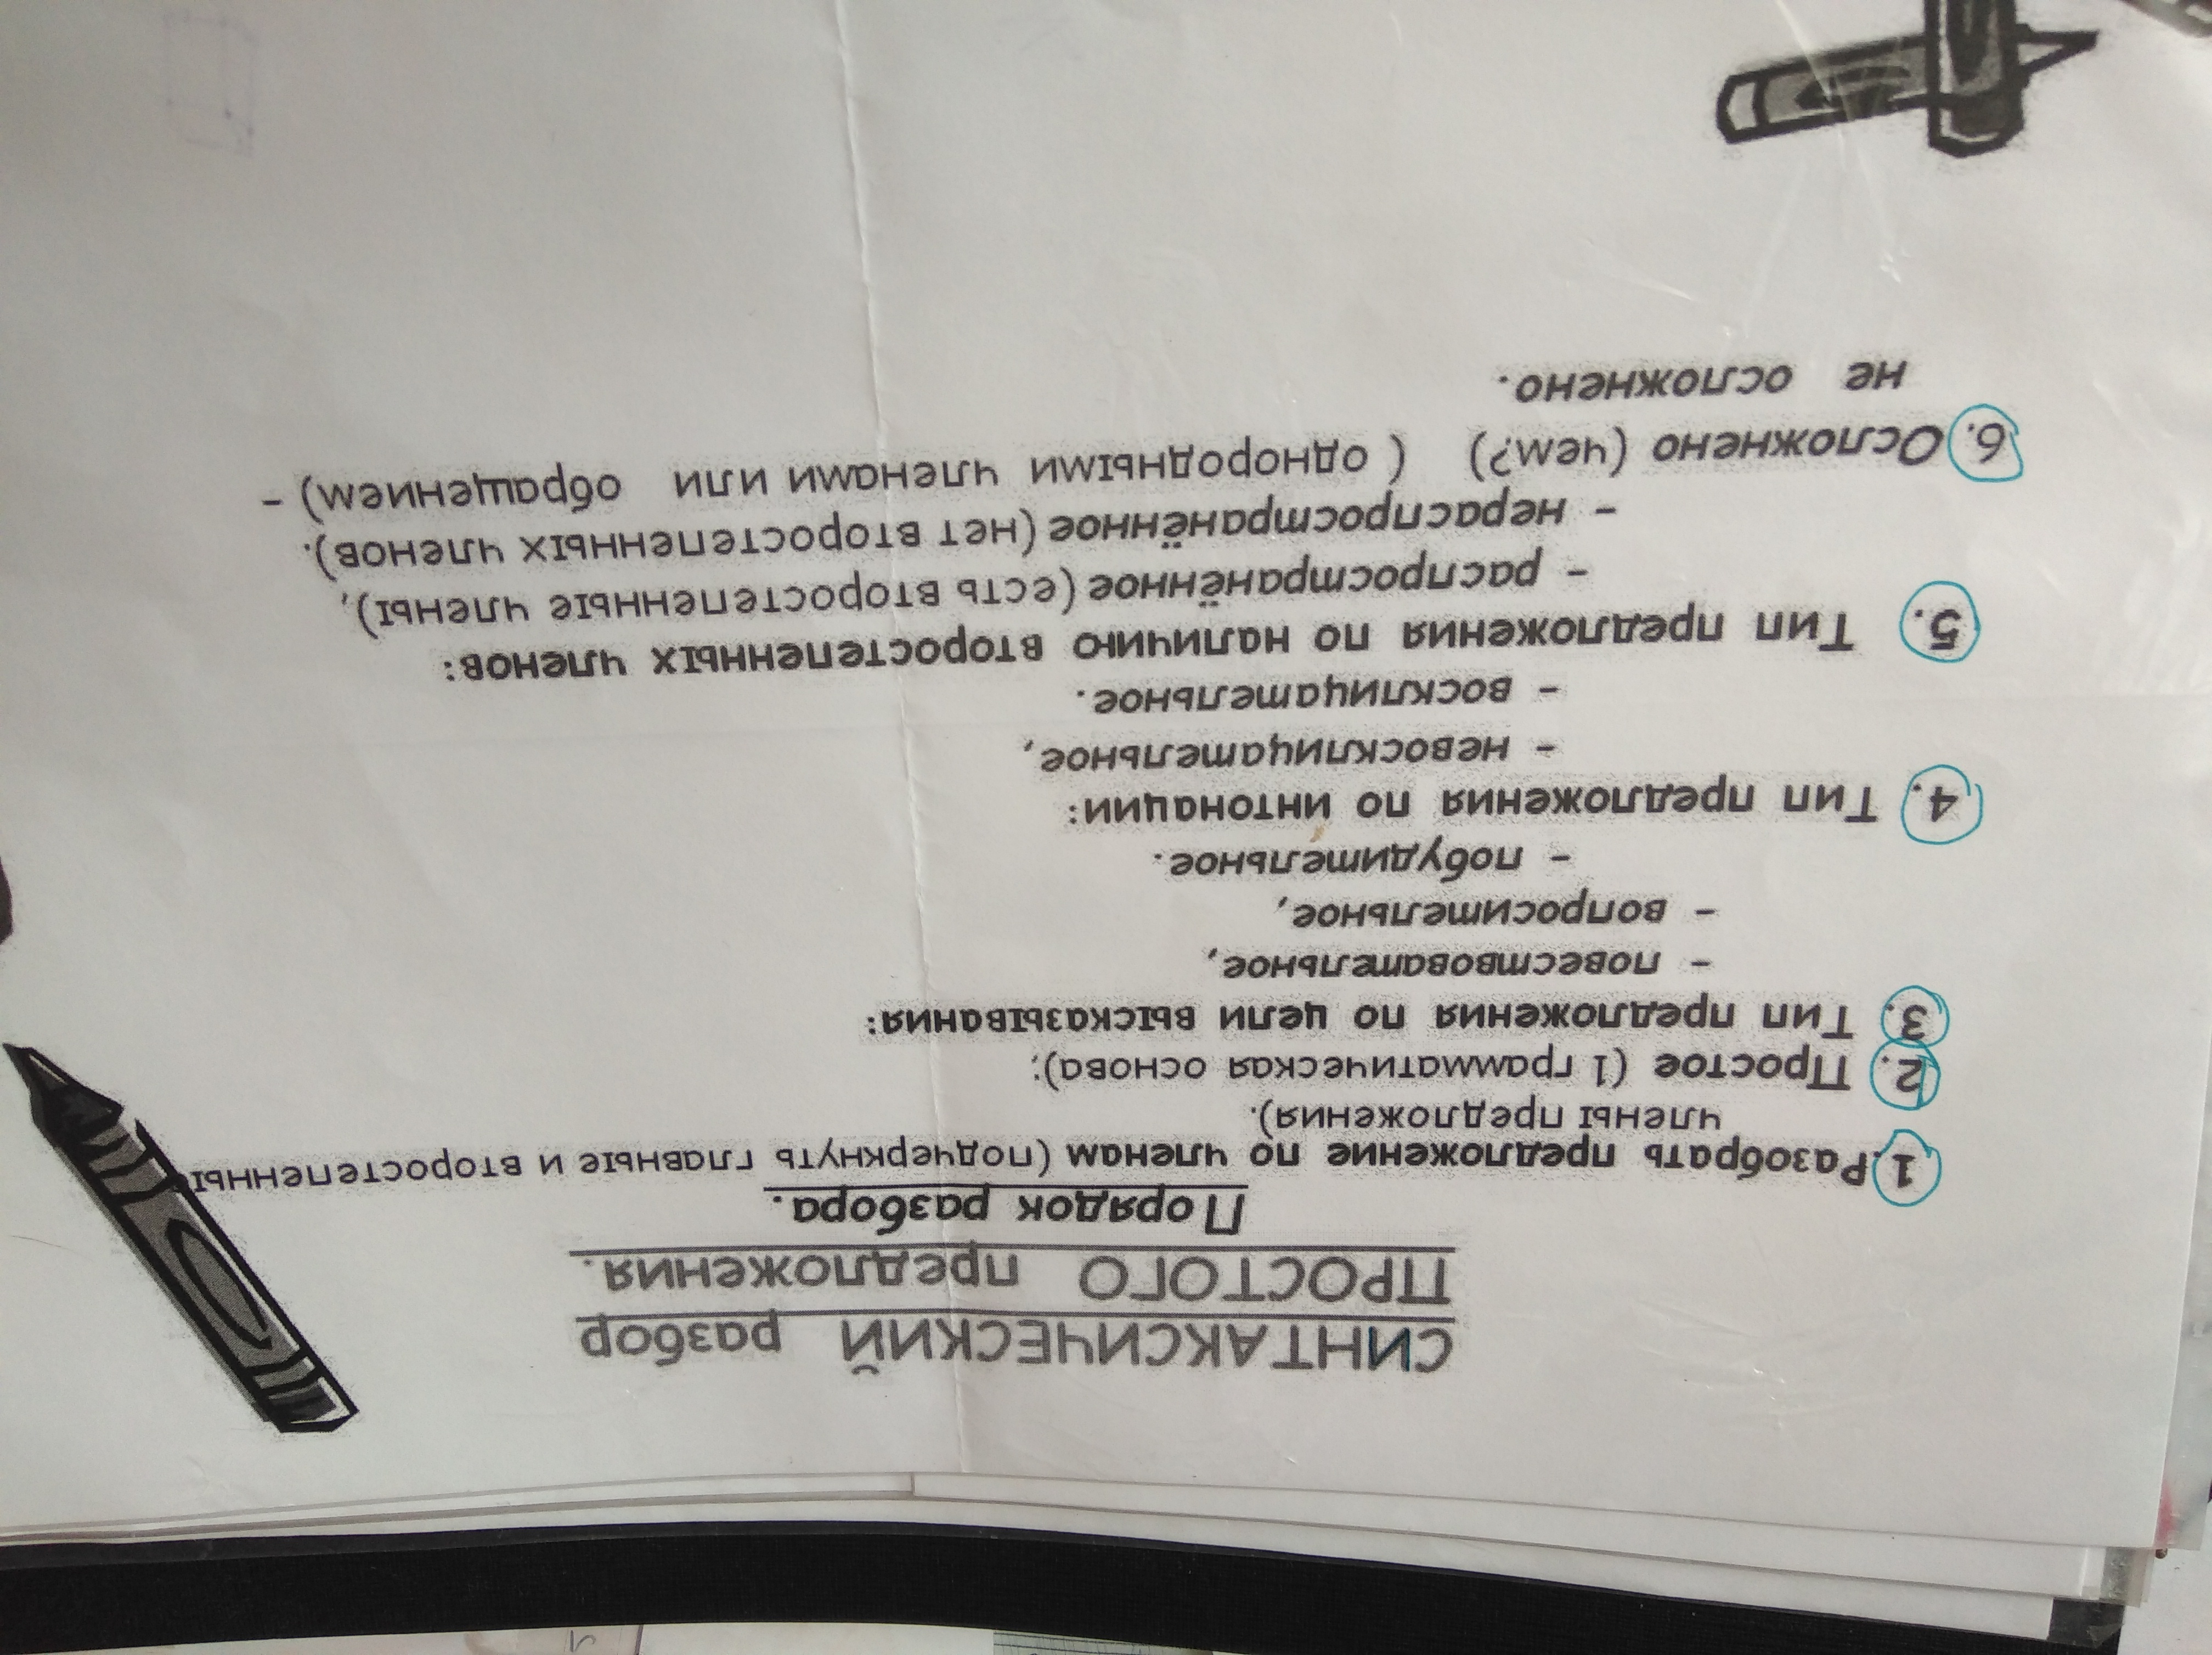 СИНТАКСИЧЕСКИЙ разбор
ПРОСТОГО предложения.
Порядок разбора.
1. Разобрать предложение по членам (подчеркнуть главные и второстепенны
члены предложения).
2. Простое (1 грамматическая основа);
3. Тип предложения по цели высказывания:
- повествовательное,
- вопросительное,
- побудительное.
4. Тип предложения по интонации:
- невосклицательное,
- восклицательное.
5. Тип предложения по наличию второстепенных членов:
- распространённое (есть второстепенные члены),
- нераспространённое (нет второстепенных членов).
6. Осложнено (чем?) ( однородными членами или обращением) -
не осложнено.